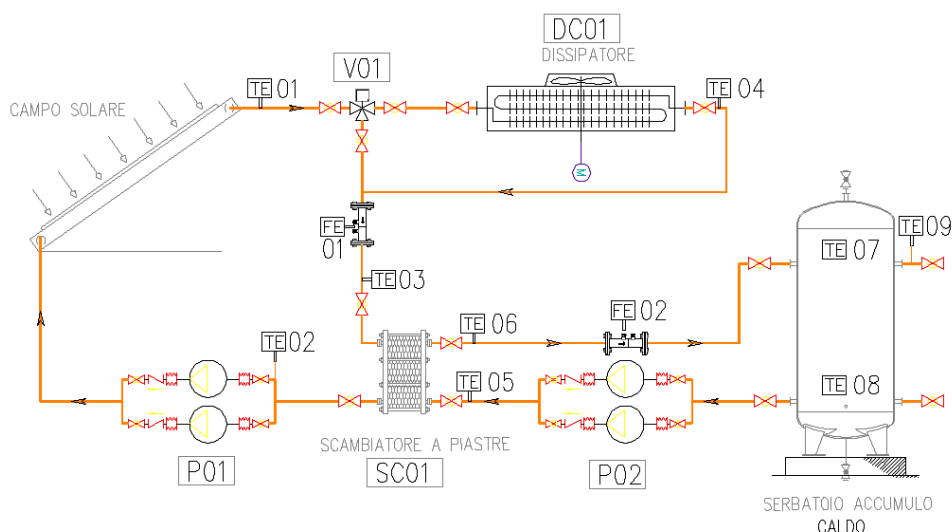 DC01
DISSIPATORE
V01
TE 01
TE 04
CAMPO SOLARE
M
FE
01
TE 03
TE 07
TE 09
TE 06
FE 02
TE 02
TE 05
TE 08
SCAMBIATORE A PIASTRE
P01
SC01
P02
SERBATOIO ACCUMULO
CALDO